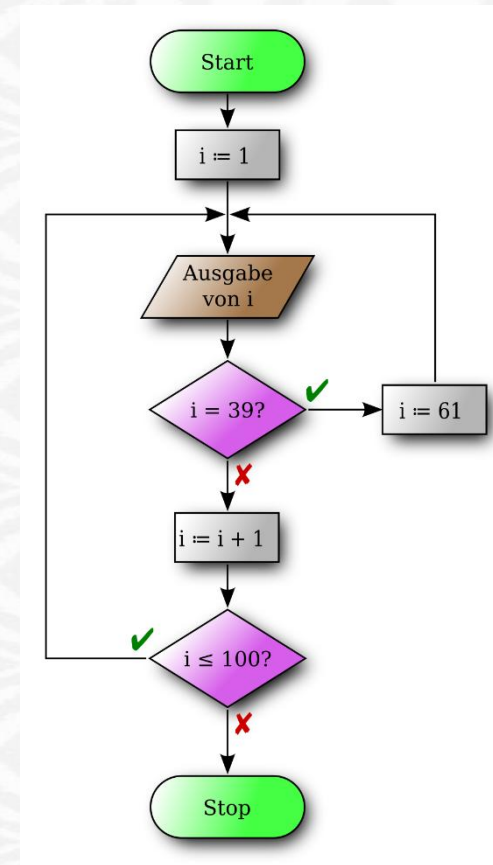 Start
i ≔ 1
Ausgabe
von i
i = 39?
i ≔ 61
i ≔ i + 1
i ≤ 100?
Stop